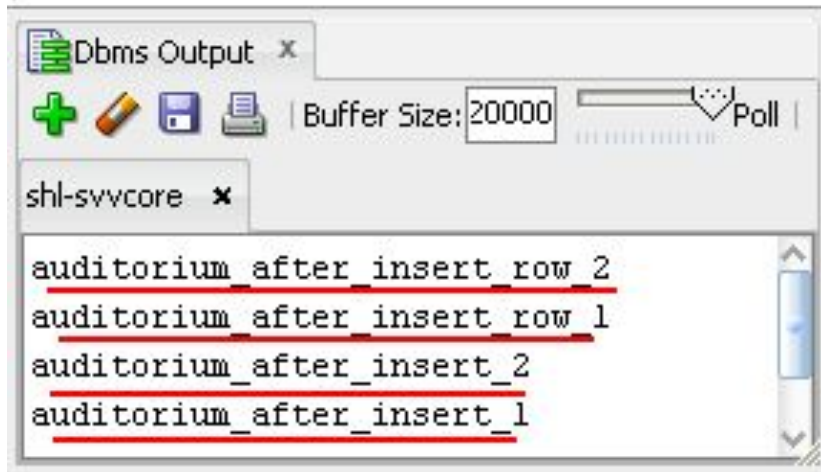 Dbms Output
Buffer Size: 20000 Poll
shl-svvcore
auditorium_after_insert_row_2
auditorium_after_insert_row_1
auditorium_after_insert_2
auditorium_after_insert_1